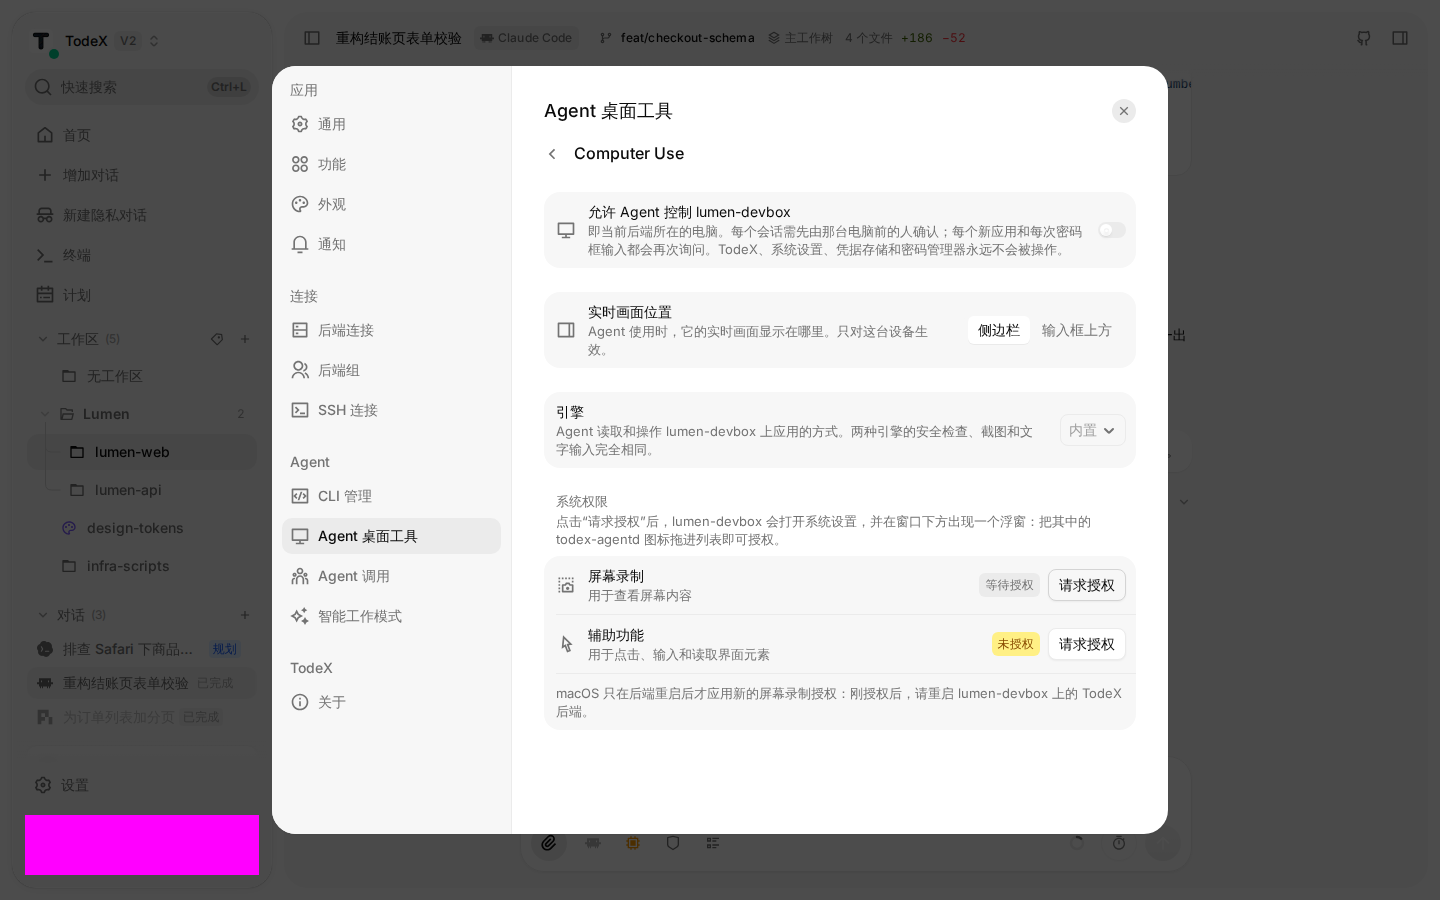 TodeX V2
快速搜索 Ctrl+L
首页
增加对话
新建隐私对话
终端
计划
工作区 (5)
无工作区
Lumen 2
lumen-web
lumen-api
design-tokens
infra-scripts
对话 (3)
排查 Safari 下商品... 规划
重构结账页表单校验 已完成
为订单列表加分页 已完成
设置
重构结账页表单校验 Claude Code feat/checkout-schema 主工作树 4 个文件 +186 −52
应用
通用
功能
外观
通知
连接
后端连接
后端组
SSH 连接
Agent
CLI 管理
Agent 桌面工具
Agent 调用
智能工作模式
TodeX
关于
Agent 桌面工具
Computer Use
允许 Agent 控制 lumen-devbox
即当前后端所在的电脑。每个会话需先由那台电脑前的人确认；每个新应用和每次密码
框输入都会再次询问。TodeX、系统设置、凭据存储和密码管理器永远不会被操作。
实时画面位置
Agent 使用时，它的实时画面显示在哪里。只对这台设备生
效。
侧边栏 输入框上方
引擎
Agent 读取和操作 lumen-devbox 上应用的方式。两种引擎的安全检查、截图和文
字输入完全相同。
内置
系统权限
点击“请求授权”后，lumen-devbox 会打开系统设置，并在窗口下方出现一个浮窗：把其中的
todex-agentd 图标拖进列表即可授权。
屏幕录制
用于查看屏幕内容
等待授权 请求授权
辅助功能
用于点击、输入和读取界面元素
未授权 请求授权
macOS 只在后端重启后才应用新的屏幕录制授权：刚授权后，请重启 lumen-devbox 上的 TodeX
后端。